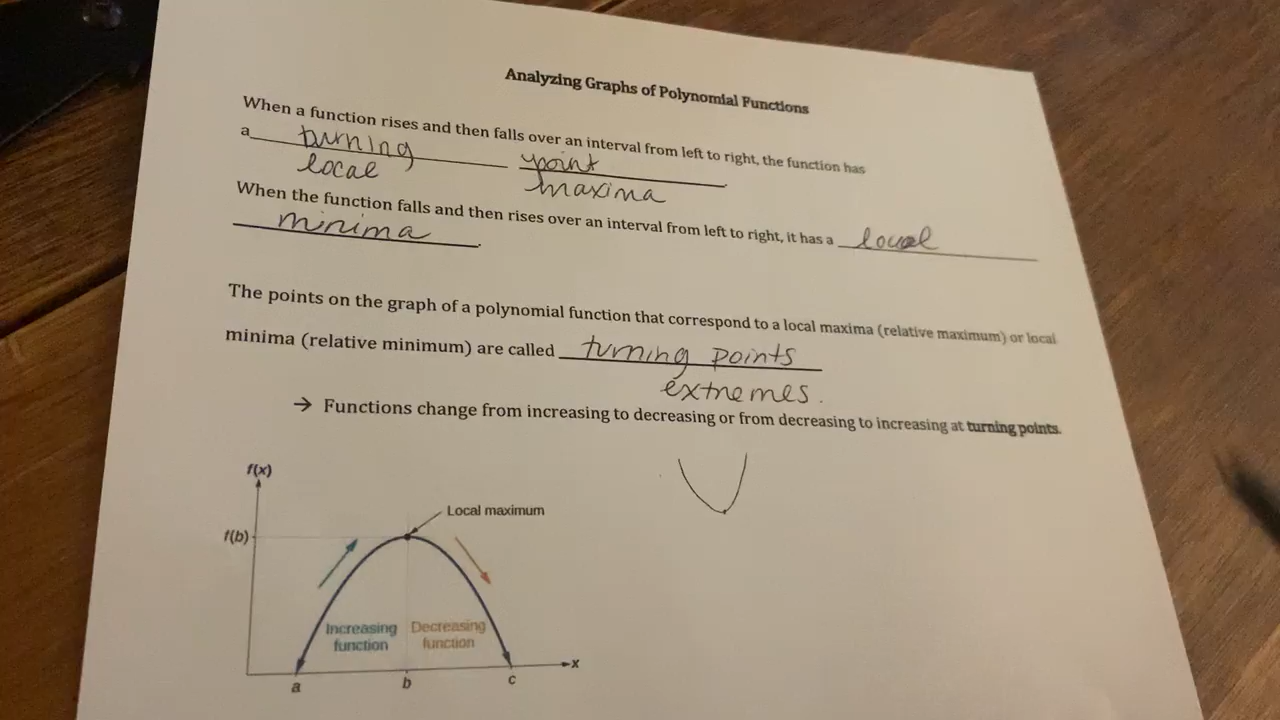 Analyzing Graphs of Polynomial Functions
When a function rises and then falls over an interval from left to right, the function has
a turning point.
local maxima
When the function falls and then rises over an interval from left to right, it has a local
minima.
The points on the graph of a polynomial function that correspond to a local maxima (relative maximum) or local
minima (relative minimum) are called turning points
extremes.
→ Functions change from increasing to decreasing or from decreasing to increasing at turning points.
f(x)
Local maximum
f(b)
Increasing Decreasing
function function
x
a b c